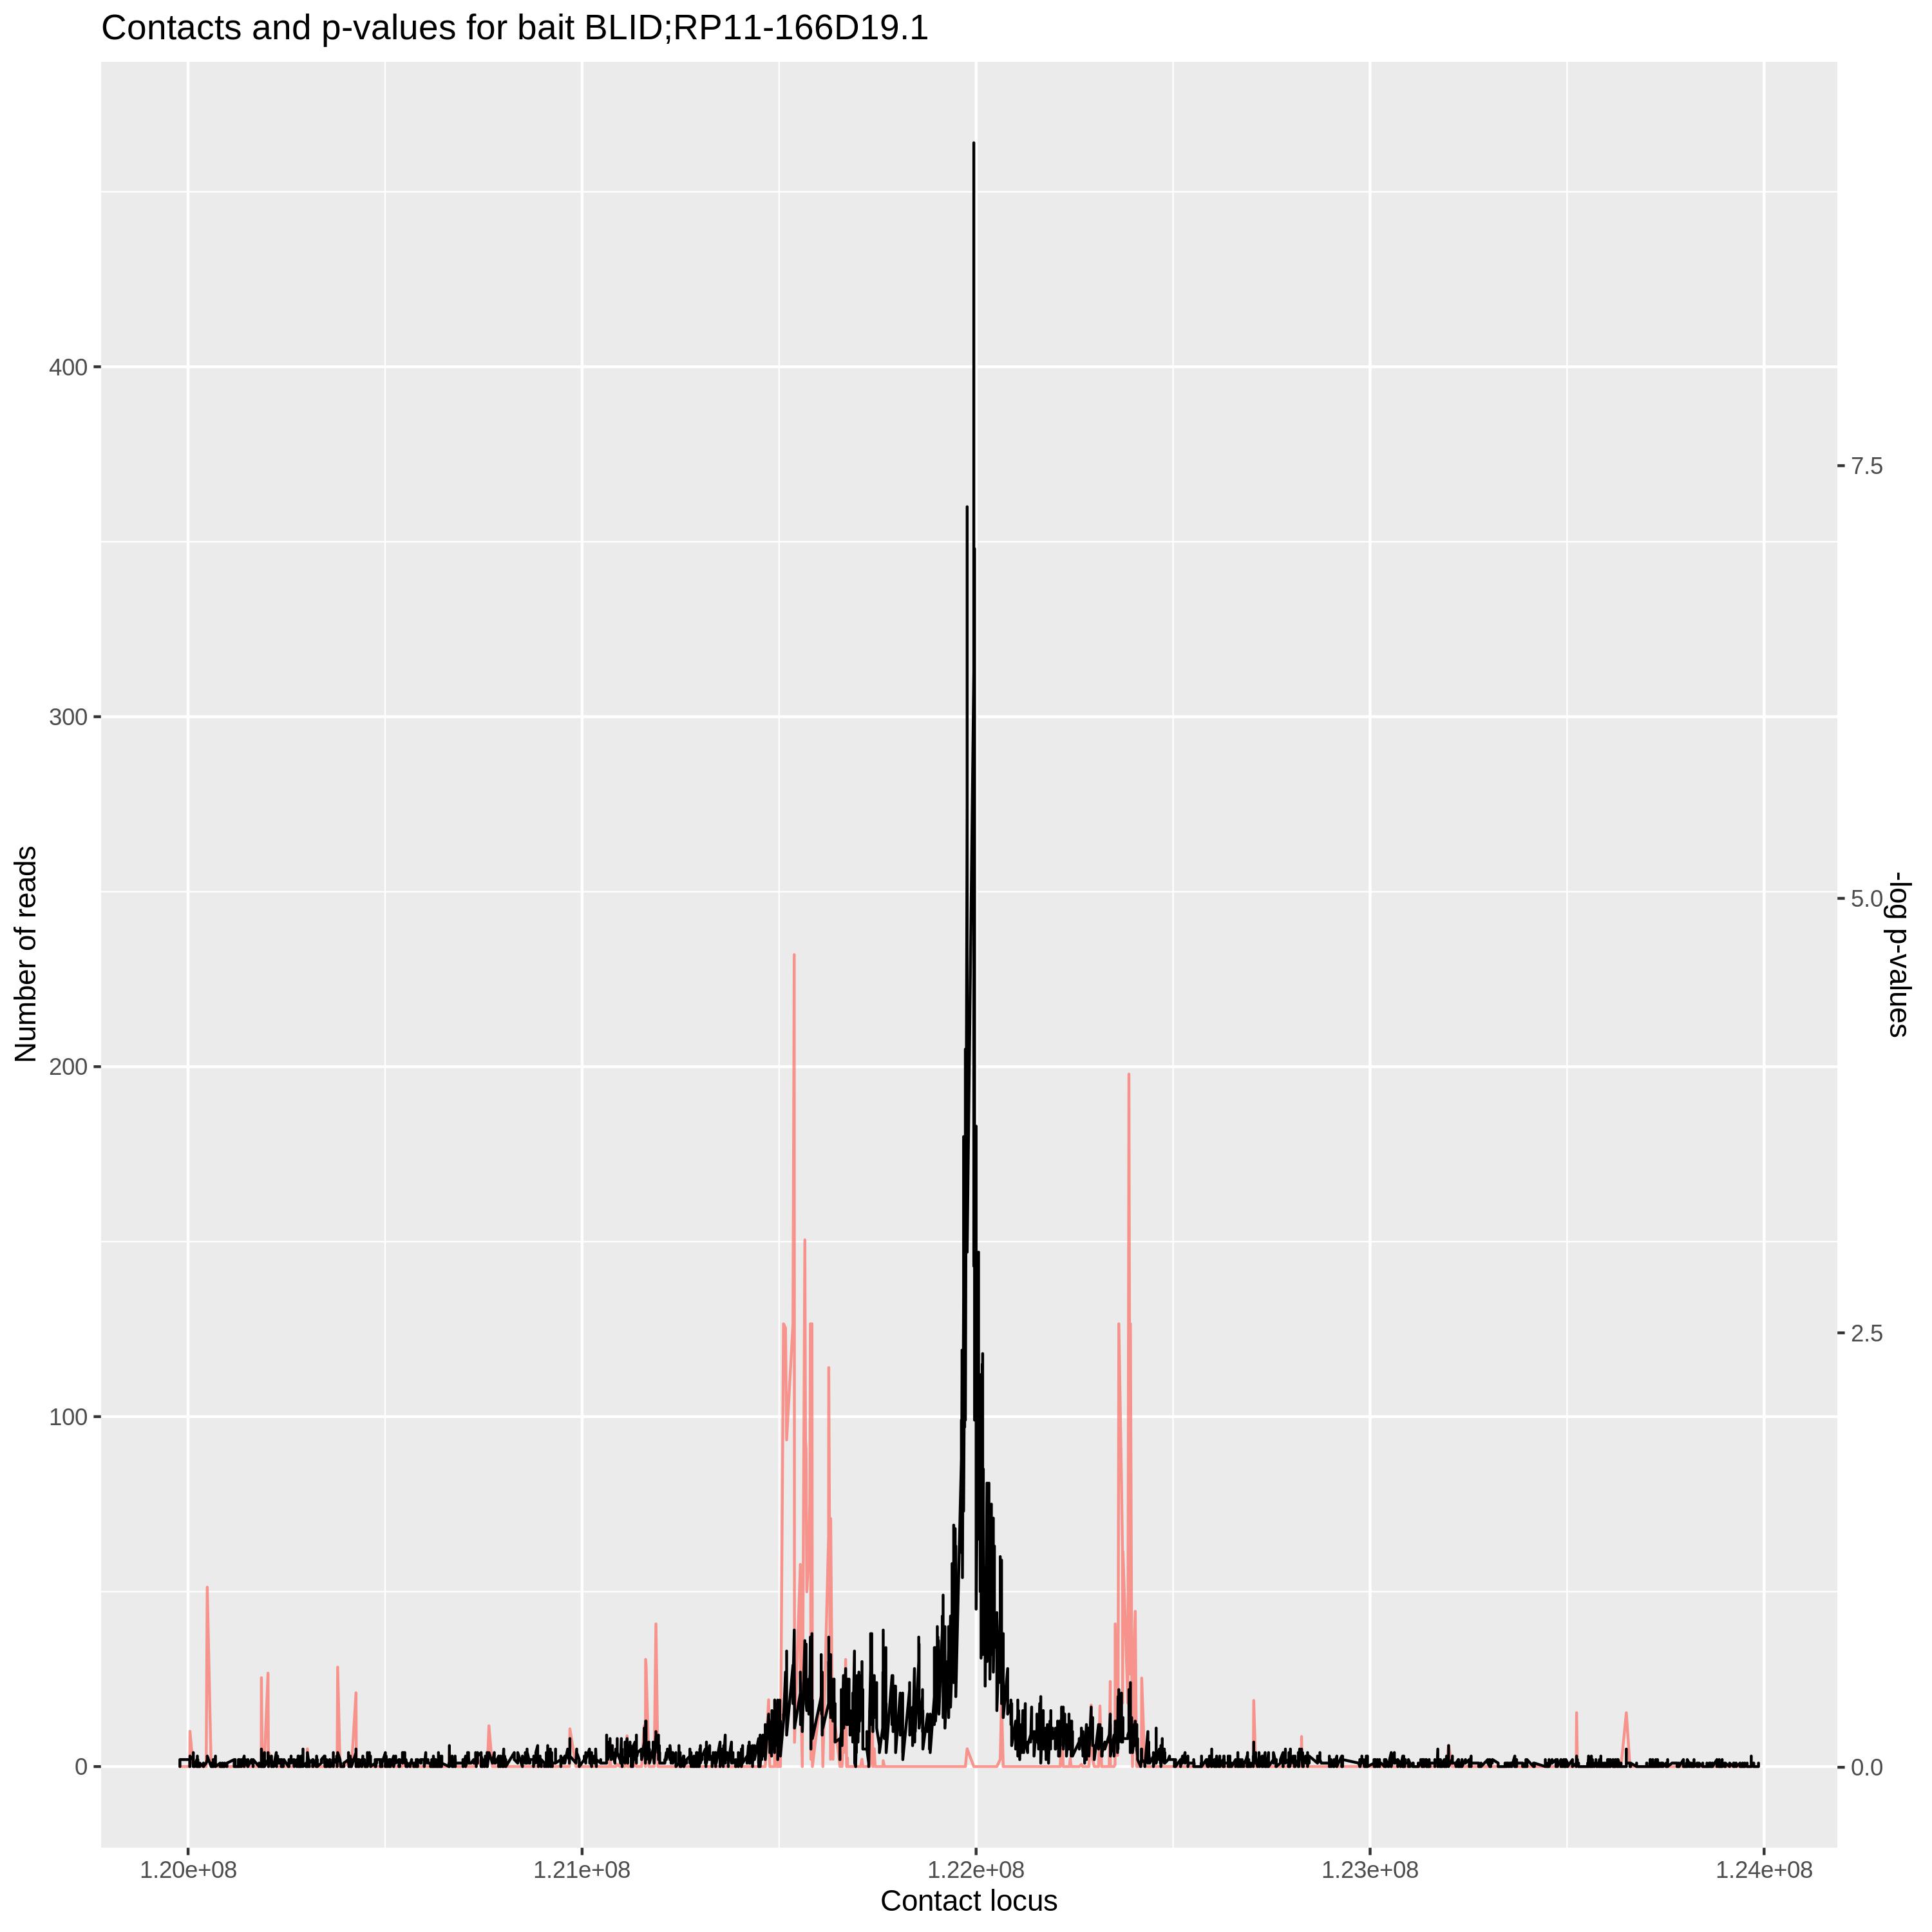 Contacts and p-values for bait BLID;RP11-166D19.1
Number of reads
400
300
200
100
0
7.5
5.0
2.5
0.0
-log p-values
1.20e+08
1.21e+08
1.22e+08
1.23e+08
1.24e+08
Contact locus